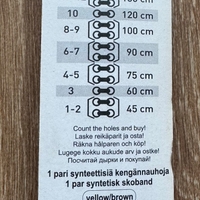 10 120 cm
8-9 100 cm
6-7 90 cm
4-5 75 cm
3 60 cm
1-2 45 cm
Count the holes and buy!
Laske reikäparit ja osta!
Räkna hålparen och köp!
Lugege kokku aukude arv ja ostke!
Посчитай дырки и покупай!
1 pari synteettisiä kengännauhoja
1 par syntetisk skoband
yellow/brown